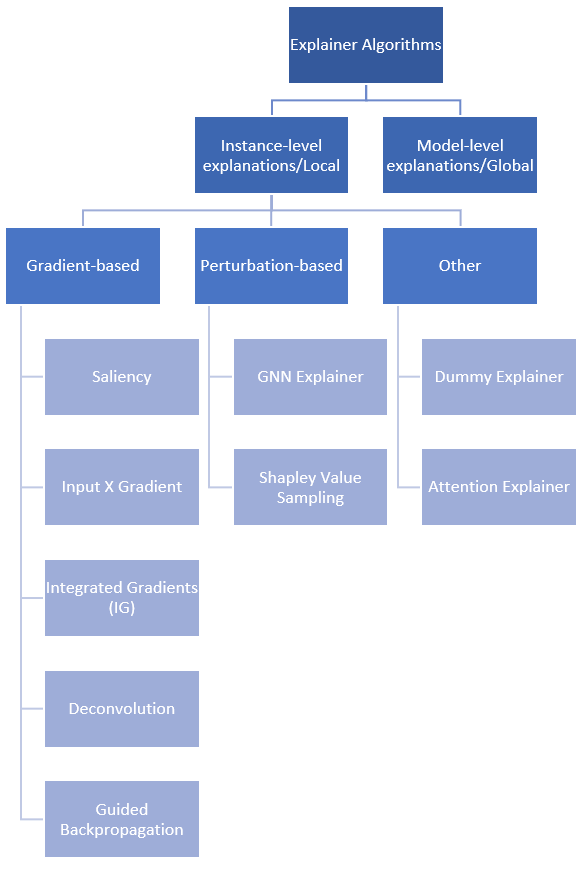 Explainer Algorithms
Instance-level
explanations/Local
Model-level
explanations/Global
Gradient-based
Perturbation-based
Other
Saliency
GNN Explainer
Dummy Explainer
Input X Gradient
Shapley Value
Sampling
Attention Explainer
Integrated Gradients
(IG)
Deconvolution
Guided
Backpropagation